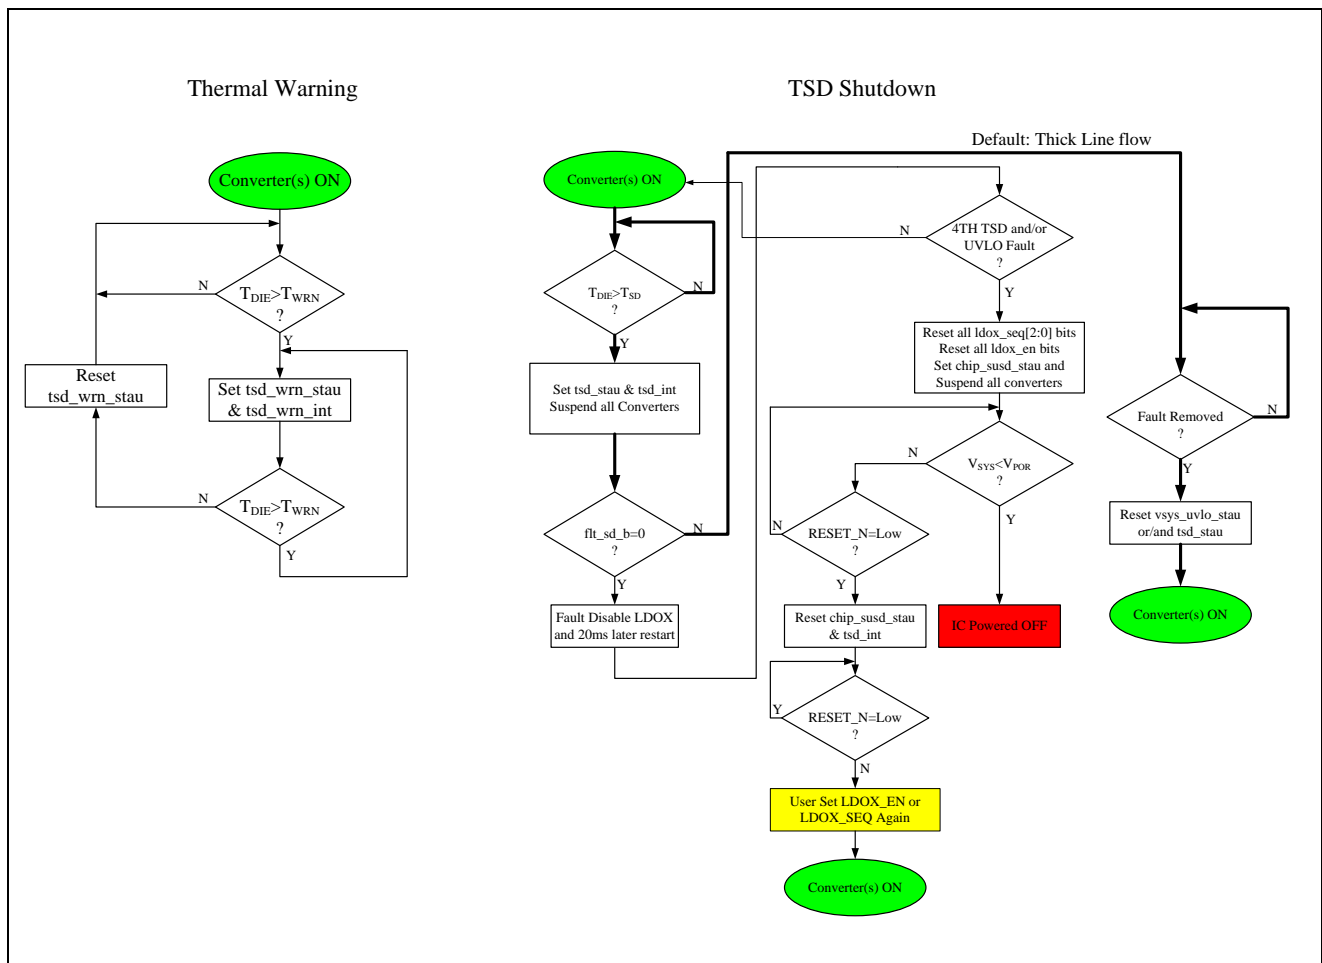 Thermal Warning
Converter(s) ON
TDIE>TWRN
?
N
Y
Reset
tsd_wrn_stau
Set tsd_wrn_stau
& tsd_wrn_int
TDIE>TWRN
?
N
Y
TSD Shutdown
Default: Thick Line flow
Converter(s) ON
TDIE>TSD
?
N
Y
Set tsd_stau & tsd_int
Suspend all Converters
flt_sd_b=0
?
N
Y
Fault Disable LDOX
and 20ms later restart
4TH TSD and/or
UVLO Fault
?
N
Y
Reset all ldox_seq[2:0] bits
Reset all ldox_en bits
Set chip_susd_stau and
Suspend all converters
VSYS<VPOR
?
N
Y
RESET_N=Low
?
N
Y
Reset chip_susd_stau
& tsd_int
IC Powered OFF
RESET_N=Low
?
Y
N
User Set LDOX_EN or
LDOX_SEQ Again
Converter(s) ON
Fault Removed
?
N
Y
Reset vsys_uvlo_stau
or/and tsd_stau
Converter(s) ON